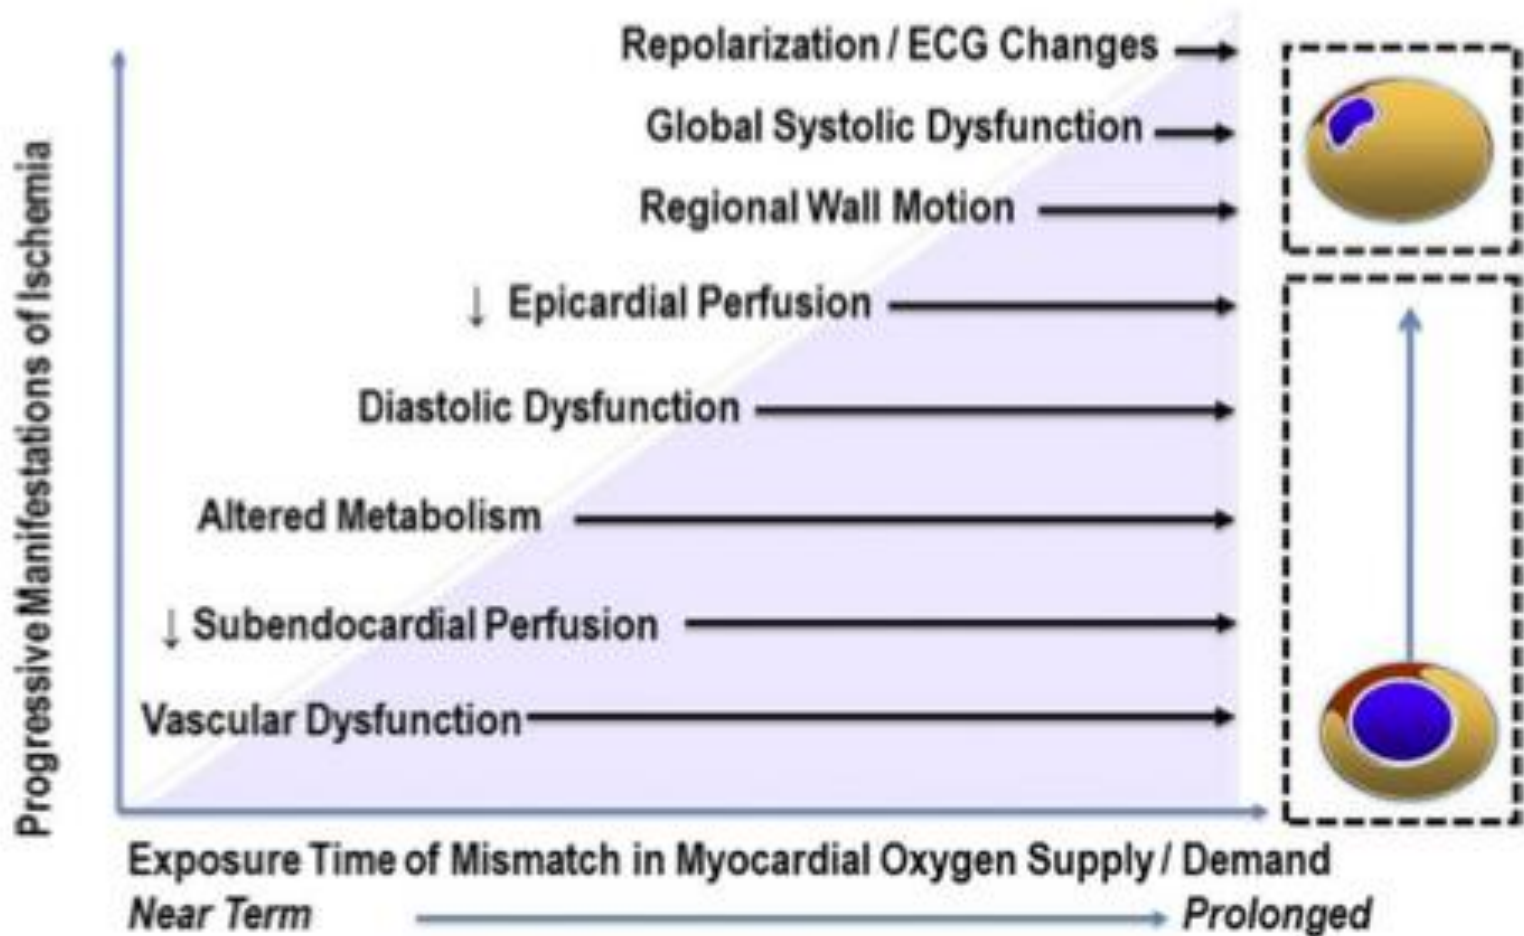 Repolarization / ECG Changes
Global Systolic Dysfunction
Regional Wall Motion
↓ Epicardial Perfusion
Diastolic Dysfunction
Altered Metabolism
↓ Subendocardial Perfusion
Vascular Dysfunction
Progressive Manifestations of Ischemia
Exposure Time of Mismatch in Myocardial Oxygen Supply / Demand
Near Term
Prolonged